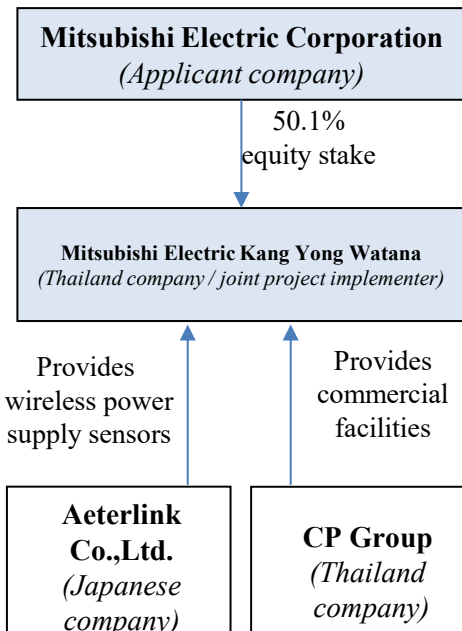 Mitsubishi Electric Corporation
(Applicant company)
50.1%
equity stake
Mitsubishi Electric Kang Yong Watana
(Thailand company / joint project implementer)
Provides
wireless power
supply sensors
Provides
commercial
facilities
Aeterlink
Co.,Ltd.
(Japanese
company)
CP Group
(Thailand
company)